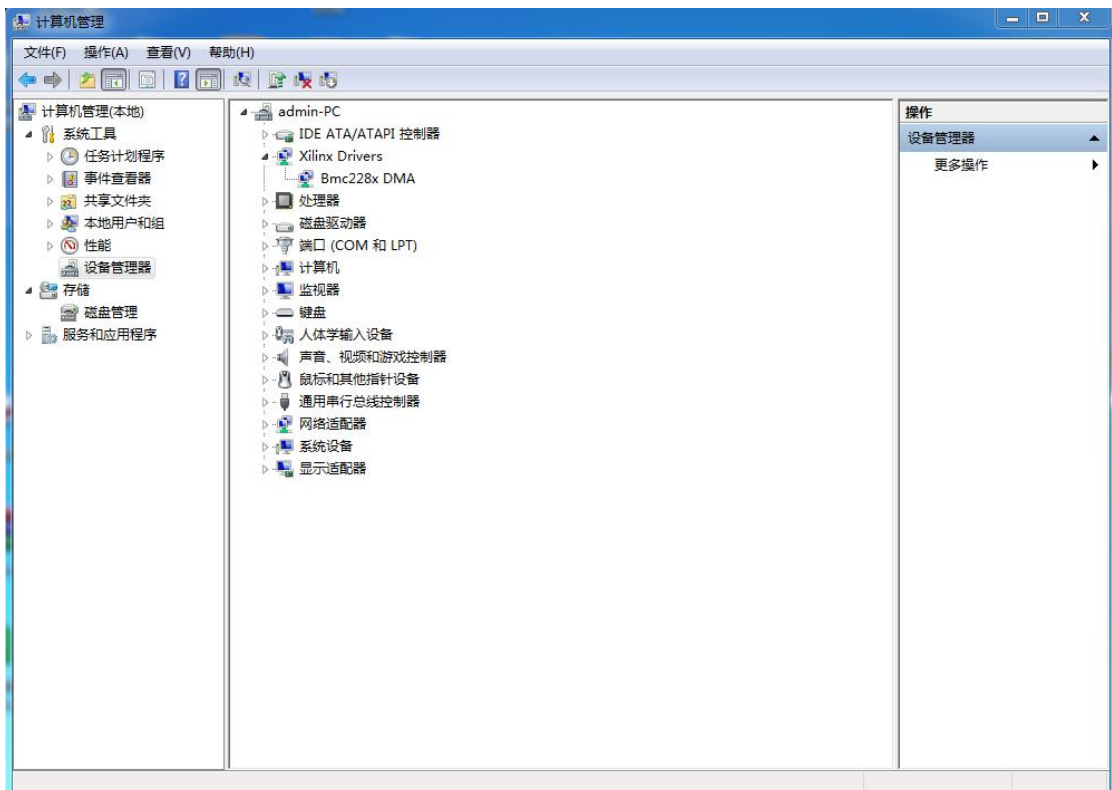 计算机管理
文件(F) 操作(A) 查看(V) 帮助(H)
计算机管理(本地)
系统工具
任务计划程序
事件查看器
共享文件夹
本地用户和组
性能
设备管理器
存储
磁盘管理
服务和应用程序
admin-PC
IDE ATA/ATAPI 控制器
Xilinx Drivers
Bmc228x DMA
处理器
磁盘驱动器
端口 (COM 和 LPT)
计算机
监视器
键盘
人体学输入设备
声音、视频和游戏控制器
鼠标和其他指针设备
通用串行总线控制器
网络适配器
系统设备
显示适配器
操作
设备管理器
更多操作